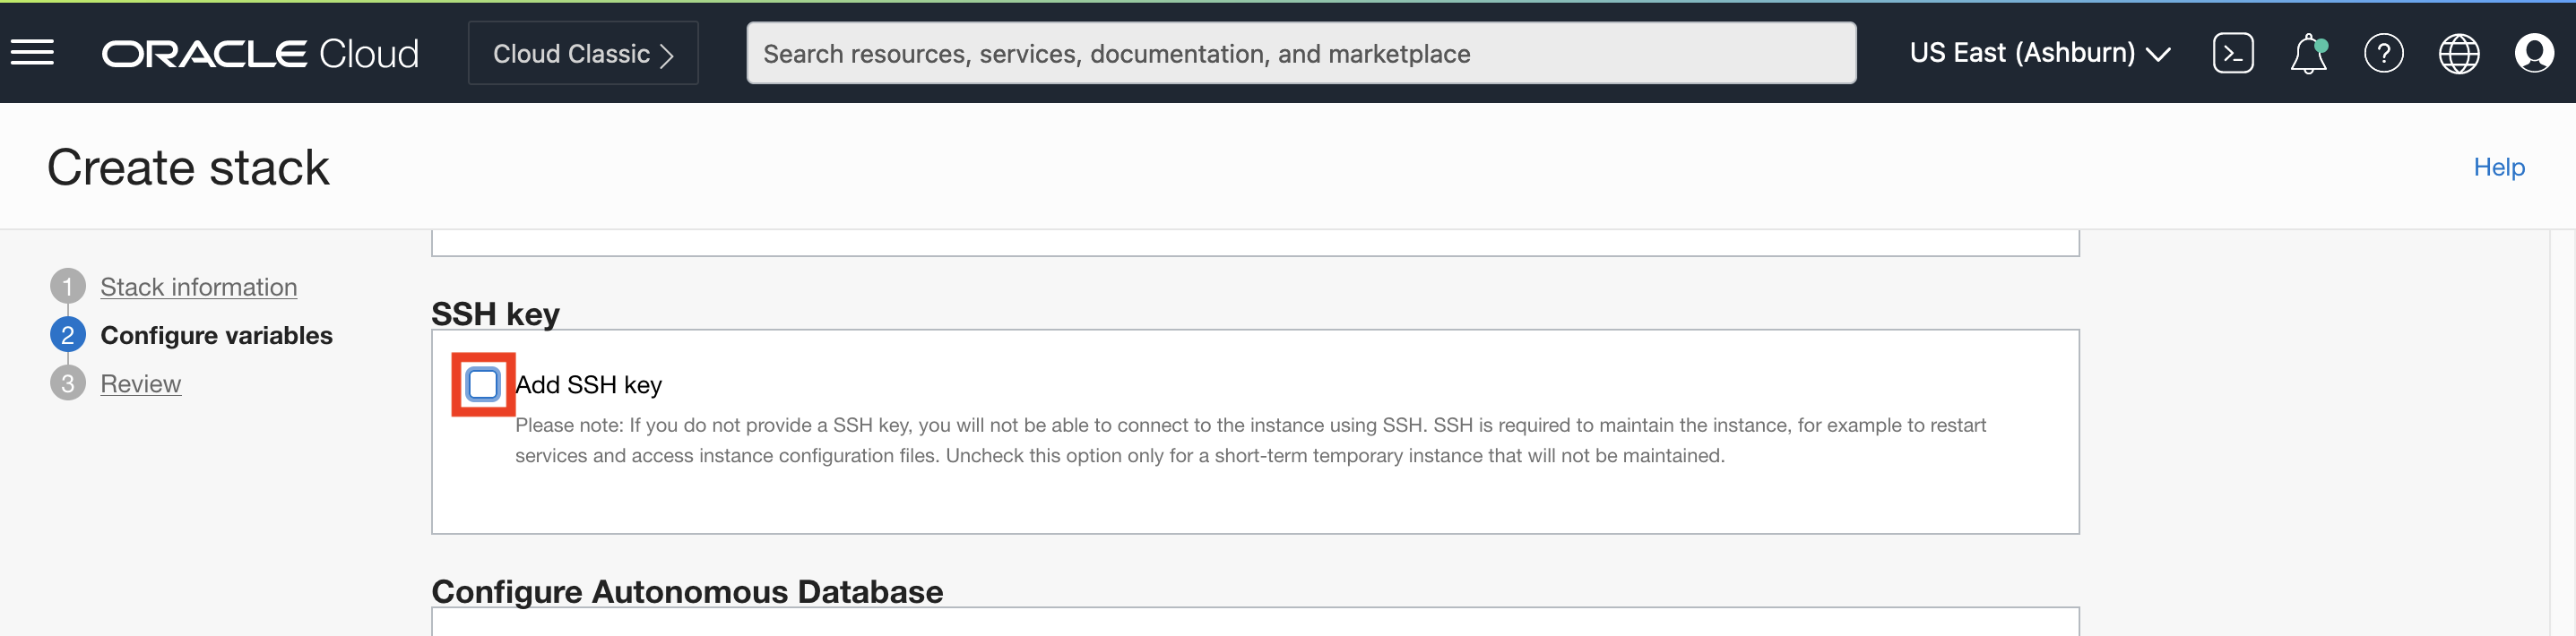 ORACLE Cloud
Cloud Classic
Search resources, services, documentation, and marketplace
US East (Ashburn)
Create stack
Help
1 Stack information
2 Configure variables
3 Review
SSH key
Add SSH key
Please note: If you do not provide a SSH key, you will not be able to connect to the instance using SSH. SSH is required to maintain the instance, for example to restart
services and access instance configuration files. Uncheck this option only for a short-term temporary instance that will not be maintained.
Configure Autonomous Database